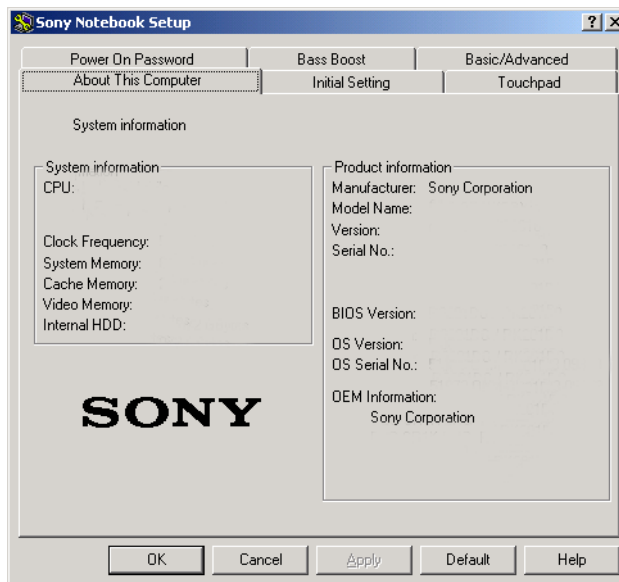 Sony Notebook Setup
Power On Password
Bass Boost
Basic/Advanced
About This Computer
Initial Setting
Touchpad
System information
System information
CPU:
Clock Frequency:
System Memory:
Cache Memory:
Video Memory:
Internal HDD:
Product information
Manufacturer: Sony Corporation
Model Name:
Version:
Serial No.:
BIOS Version:
OS Version:
OS Serial No.:
OEM Information:
Sony Corporation
SONY
OK
Cancel
Apply
Default
Help